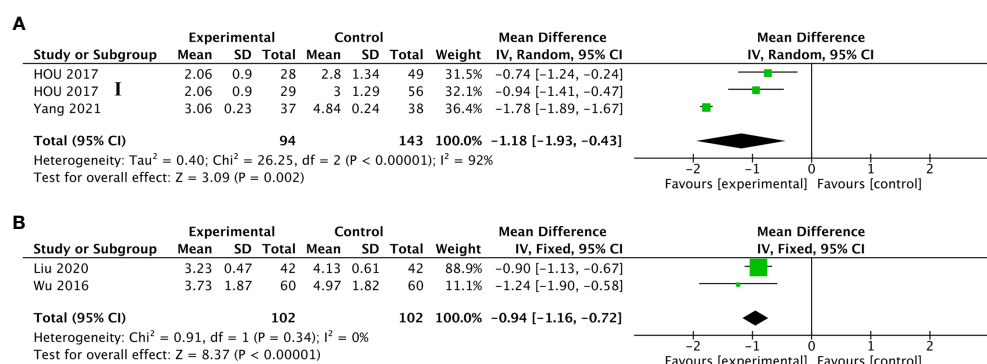 A
Experimental Control Mean Difference Mean Difference
Study or Subgroup Mean SD Total Mean SD Total Weight IV, Random, 95% CI IV, Random, 95% CI
HOU 2017 2.06 0.9 28 2.8 1.34 49 31.5% -0.74 [-1.24, -0.24]
HOU 2017 I 2.06 0.9 29 3 1.29 56 32.1% -0.94 [-1.41, -0.47]
Yang 2021 3.06 0.23 37 4.84 0.24 38 36.4% -1.78 [-1.89, -1.67]
Total (95% CI) 94 143 100.0% -1.18 [-1.93, -0.43]
Heterogeneity: Tau² = 0.40; Chi² = 26.25, df = 2 (P < 0.00001); I² = 92%
Test for overall effect: Z = 3.09 (P = 0.002)
-2 -1 0 1 2
Favours [experimental] Favours [control]
B
Experimental Control Mean Difference Mean Difference
Study or Subgroup Mean SD Total Mean SD Total Weight IV, Fixed, 95% CI IV, Fixed, 95% CI
Liu 2020 3.23 0.47 42 4.13 0.61 42 88.9% -0.90 [-1.13, -0.67]
Wu 2016 3.73 1.87 60 4.97 1.82 60 11.1% -1.24 [-1.90, -0.58]
Total (95% CI) 102 102 100.0% -0.94 [-1.16, -0.72]
Heterogeneity: Chi² = 0.91, df = 1 (P = 0.34); I² = 0%
Test for overall effect: Z = 8.37 (P < 0.00001)
-2 -1 0 1 2
Favours [experimental] Favours [control]